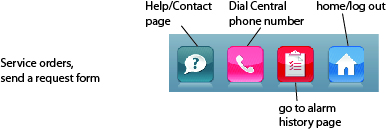 Help/Contact
page
Dial Central
phone number
home/log out
Service orders,
send a request form
?
go to alarm
history page